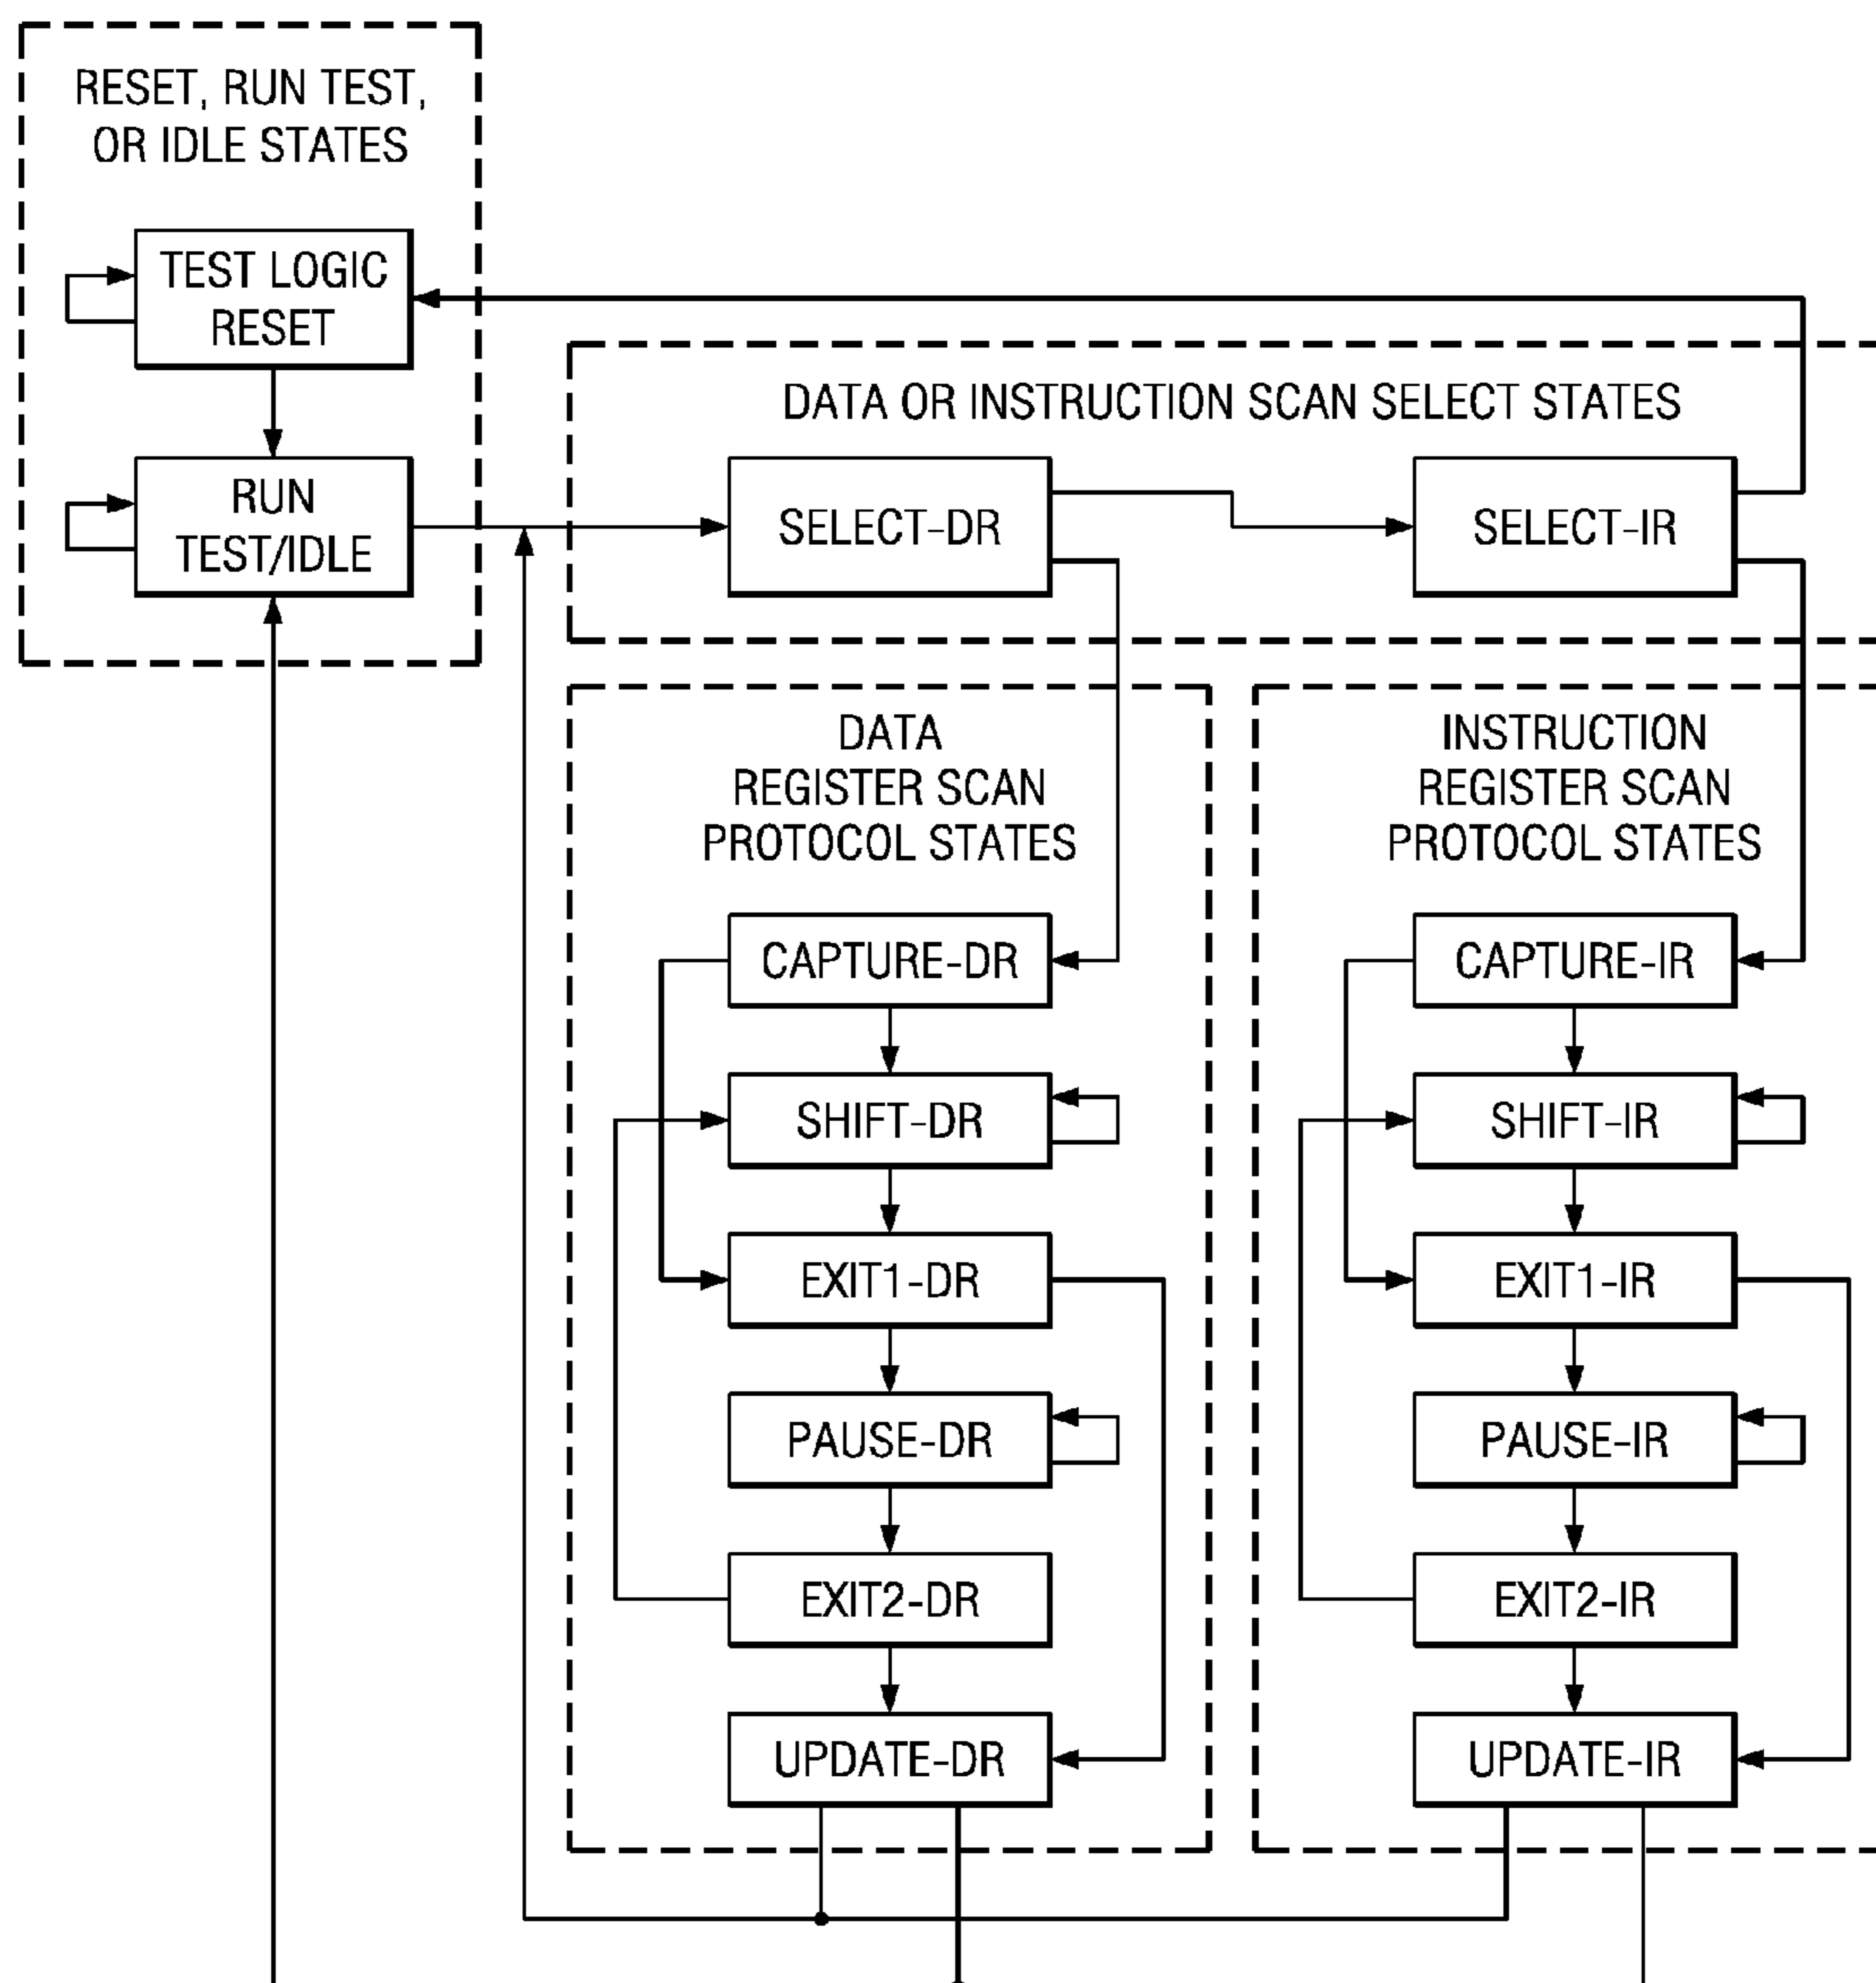 RESET, RUN TEST,
OR IDLE STATES
TEST LOGIC
RESET
RUN
TEST/IDLE
DATA OR INSTRUCTION SCAN SELECT STATES
SELECT-DR
SELECT-IR
DATA
REGISTER SCAN
PROTOCOL STATES
CAPTURE-DR
SHIFT-DR
EXIT1-DR
PAUSE-DR
EXIT2-DR
UPDATE-DR
INSTRUCTION
REGISTER SCAN
PROTOCOL STATES
CAPTURE-IR
SHIFT-IR
EXIT1-IR
PAUSE-IR
EXIT2-IR
UPDATE-IR